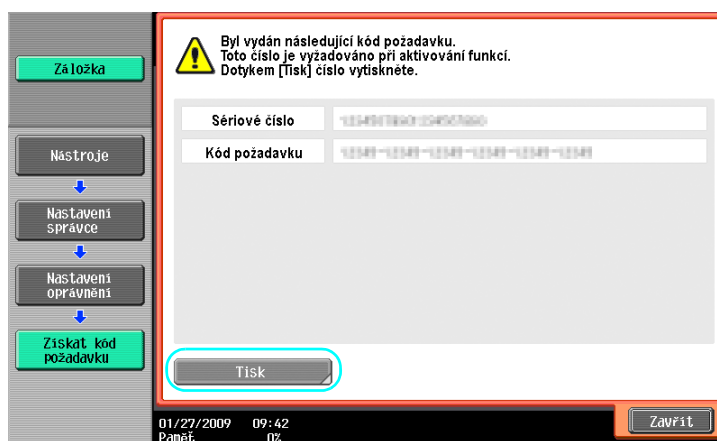 Záložka
Nástroje
Nastavení
správce
Nastavení
oprávnění
Získat kód
požadavku
Byl vydán následující kód požadavku.
Toto číslo je vyžadováno při aktivování funkcí.
Dotykem [Tisk] číslo vytiskněte.
Sériové číslo
Kód požadavku
Tisk
01/27/2009 09:42
Paměť 0%
Zavřít